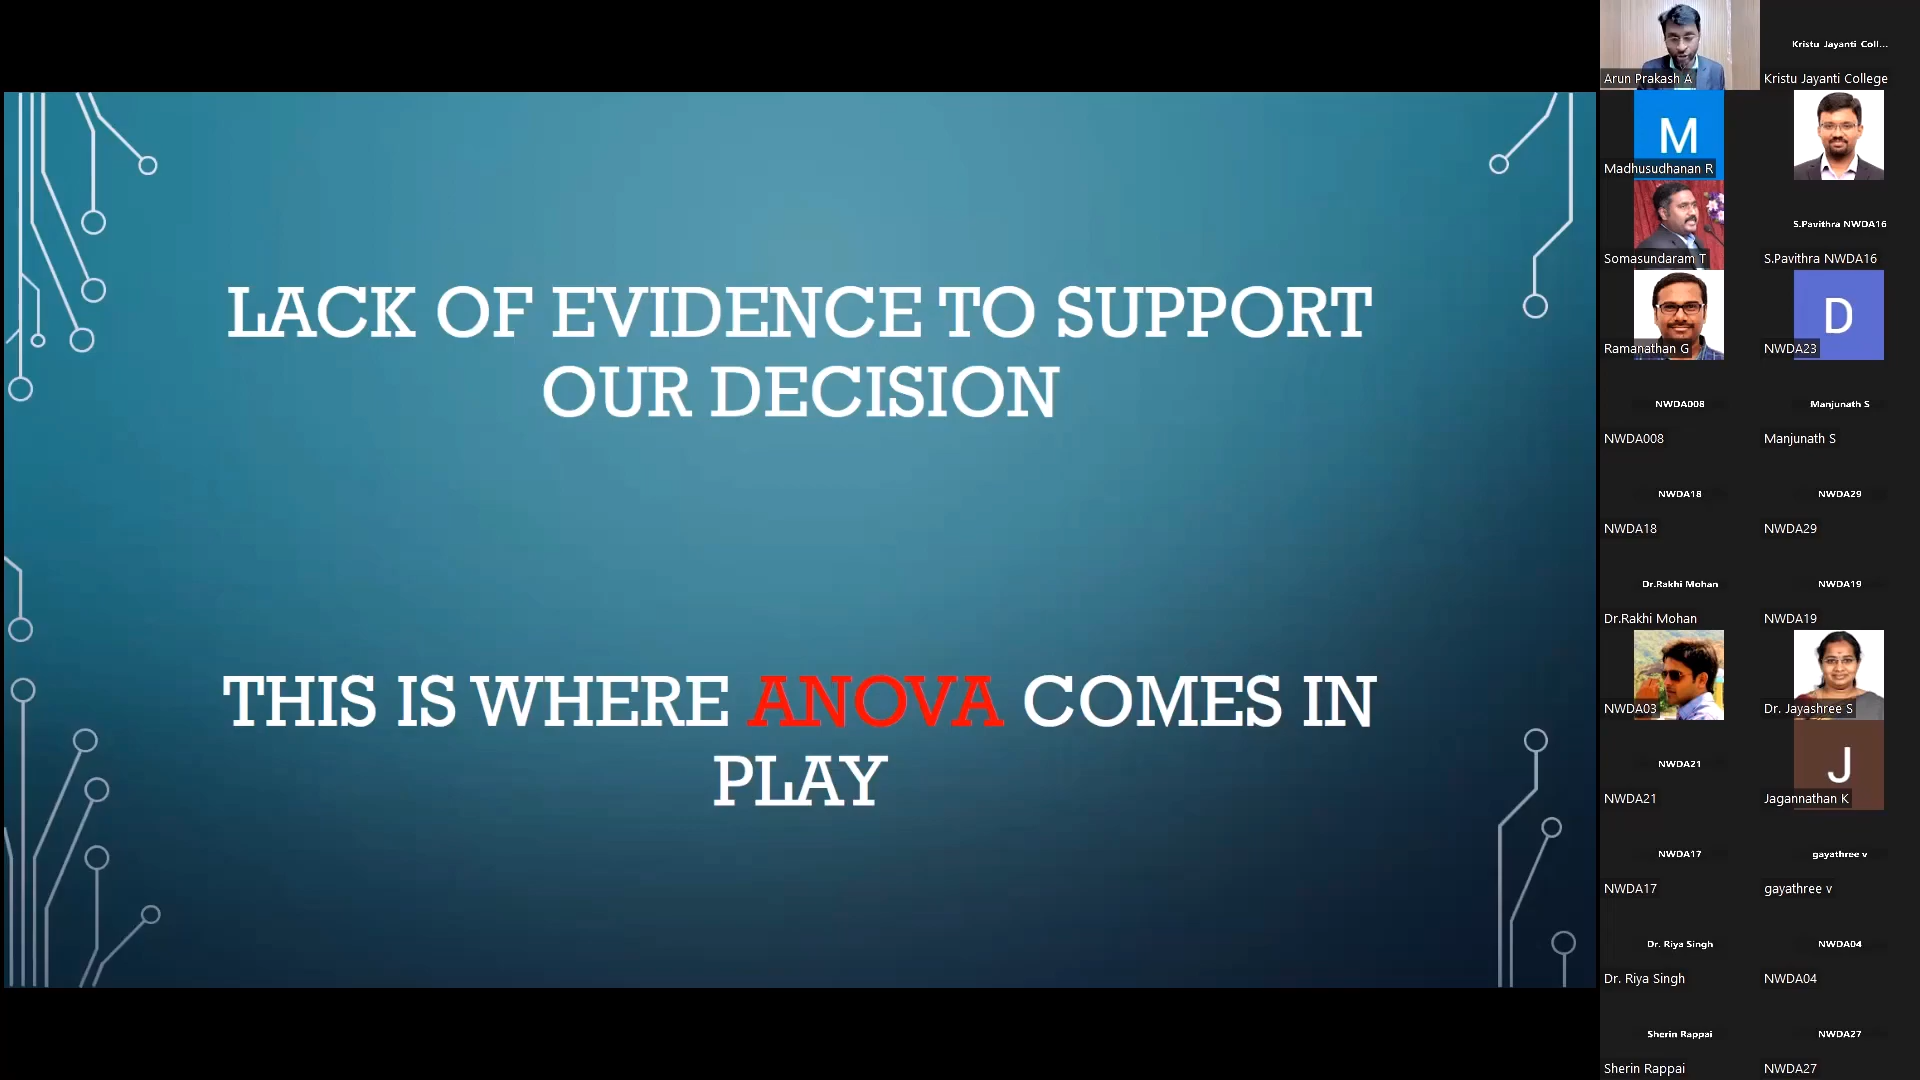 LACK OF EVIDENCE TO SUPPORT
OUR DECISION
THIS IS WHERE ANOVA COMES IN
PLAY
Arun Prakash A
Kristu Jayanti Coll...
Kristu Jayanti College
M
Madhusudhanan R
Somasundaram T
S.Pavithra NWDA16
S.Pavithra NWDA16
Ramanathan G
D
NWDA23
NWDA008
NWDA008
Manjunath S
Manjunath S
NWDA18
NWDA18
NWDA29
NWDA29
Dr.Rakhi Mohan
Dr.Rakhi Mohan
NWDA19
NWDA19
NWDA03
Dr. Jayashree S
NWDA21
NWDA21
J
Jagannathan K
NWDA17
NWDA17
gayathree v
gayathree v
Dr. Riya Singh
Dr. Riya Singh
NWDA04
NWDA04
Sherin Rappai
Sherin Rappai
NWDA27
NWDA27